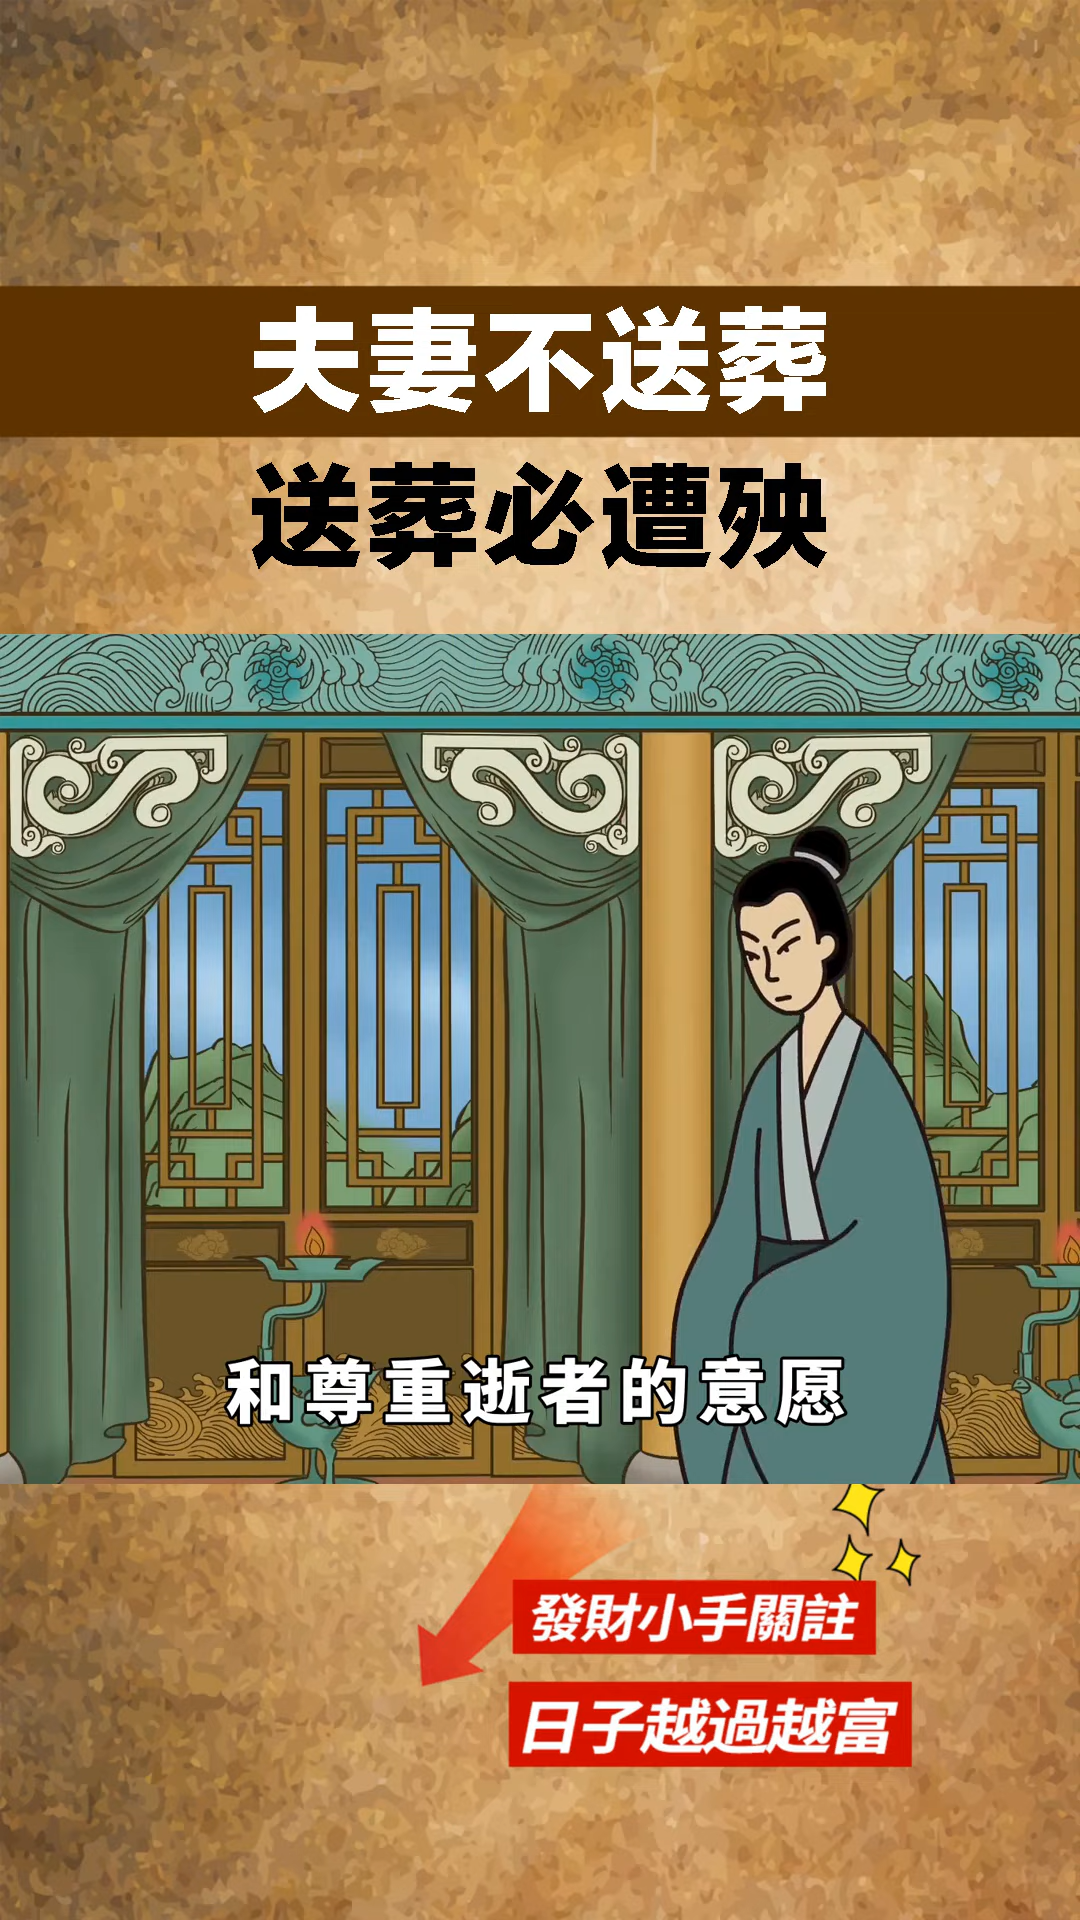 夫妻不送葬
送葬必遭殃
和尊重逝者的意愿
發財小手關註
日子越過越富